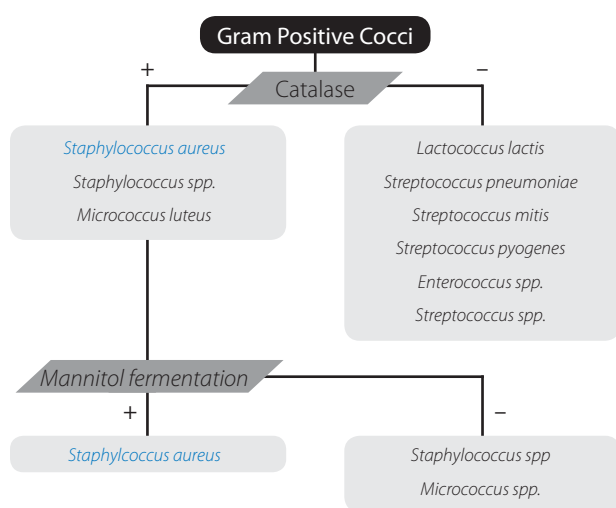 Gram Positive Cocci
+
–
Catalase
Staphylococcus aureus
Staphylococcus spp.
Micrococcus luteus
Lactococcus lactis
Streptococcus pneumoniae
Streptococcus mitis
Streptococcus pyogenes
Enterococcus spp.
Streptococcus spp.
Mannitol fermentation
+
–
Staphylcoccus aureus
Staphylococcus spp
Micrococcus spp.